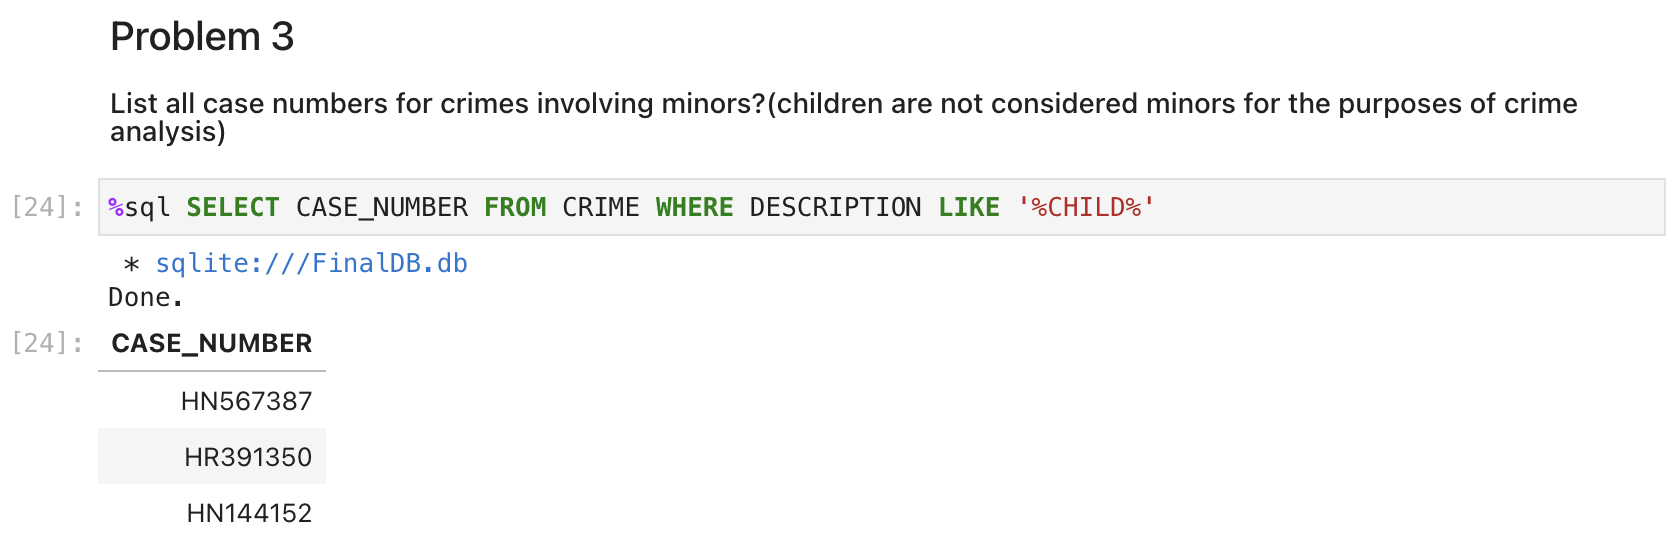 Problem 3
List all case numbers for crimes involving minors?(children are not considered minors for the purposes of crime
analysis)
[24]: %sql SELECT CASE_NUMBER FROM CRIME WHERE DESCRIPTION LIKE '%CHILD%'
* sqlite:///FinalDB.db
Done.
[24]: CASE_NUMBER
HN567387
HR391350
HN144152